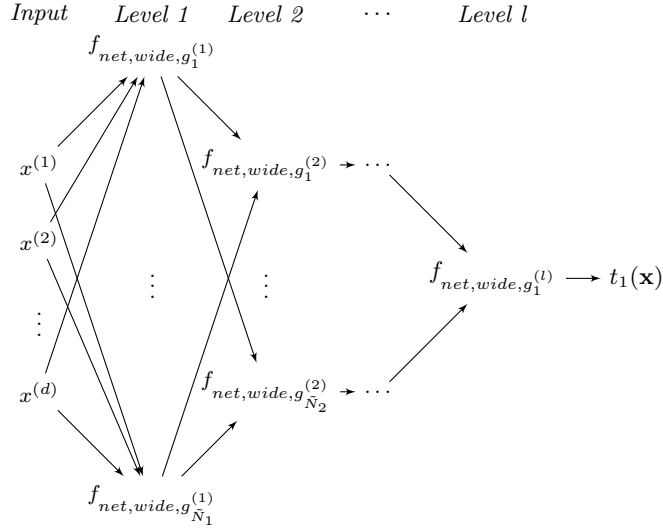 Input Level 1 Level 2 ⋯ Level l
f_{net,wide,g_1^{(1)}}
x^{(1)} f_{net,wide,g_1^{(2)}} ⋯
x^{(2)}
⋮ ⋮ f_{net,wide,g_1^{(l)}} t_1(𝐱)
⋮
x^{(d)} f_{net,wide,g_{Ñ_2}^{(2)}} ⋯
f_{net,wide,g_{Ñ_1}^{(1)}}